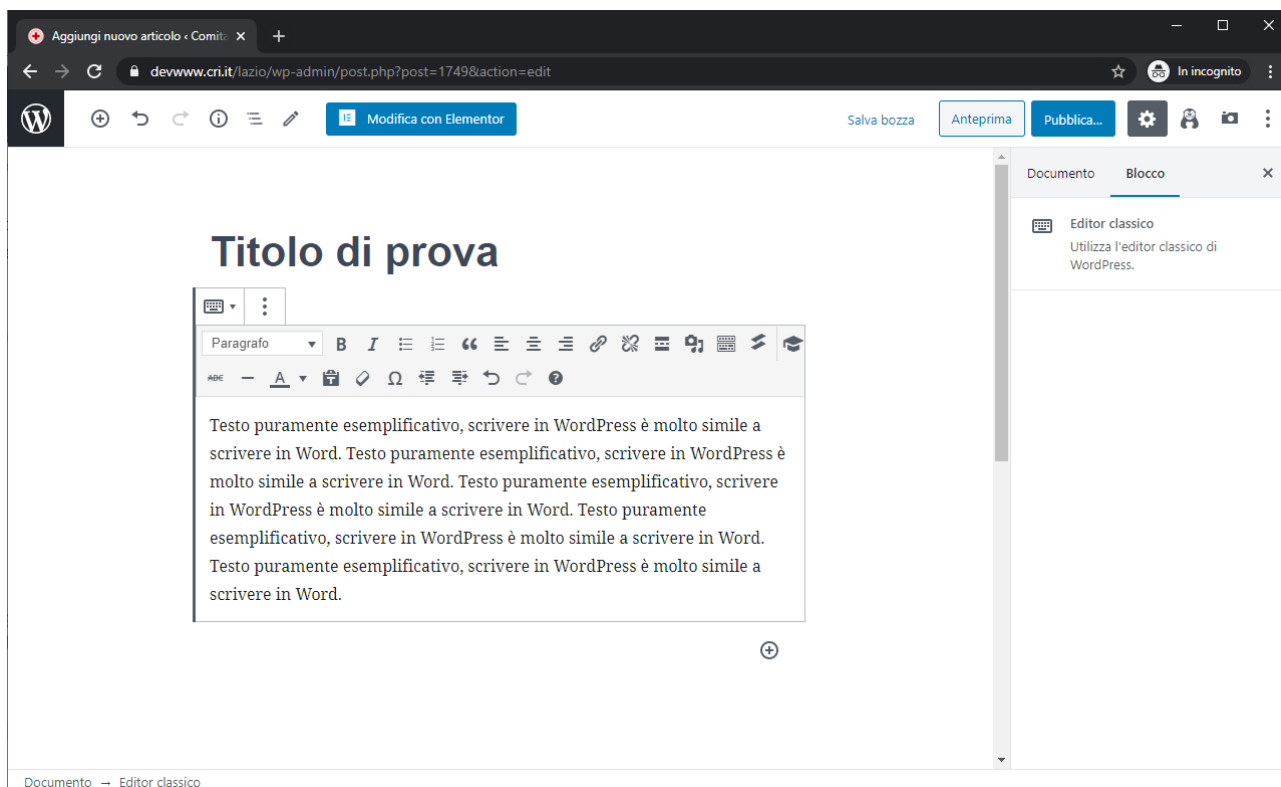 Aggiungi nuovo articolo ‹ Comita
devwww.cri.it/lazio/wp-admin/post.php?post=1749&action=edit
In incognito
Modifica con Elementor
Salva bozza
Anteprima
Pubblica...
Documento
Blocco
Editor classico
Utilizza l'editor classico di
WordPress.
Titolo di prova
Paragrafo
B
I
ABC
A
Ω
Testo puramente esemplificativo, scrivere in WordPress è molto simile a
scrivere in Word. Testo puramente esemplificativo, scrivere in WordPress è
molto simile a scrivere in Word. Testo puramente esemplificativo, scrivere
in WordPress è molto simile a scrivere in Word. Testo puramente
esemplificativo, scrivere in WordPress è molto simile a scrivere in Word.
Testo puramente esemplificativo, scrivere in WordPress è molto simile a
scrivere in Word.
Documento → Editor classico